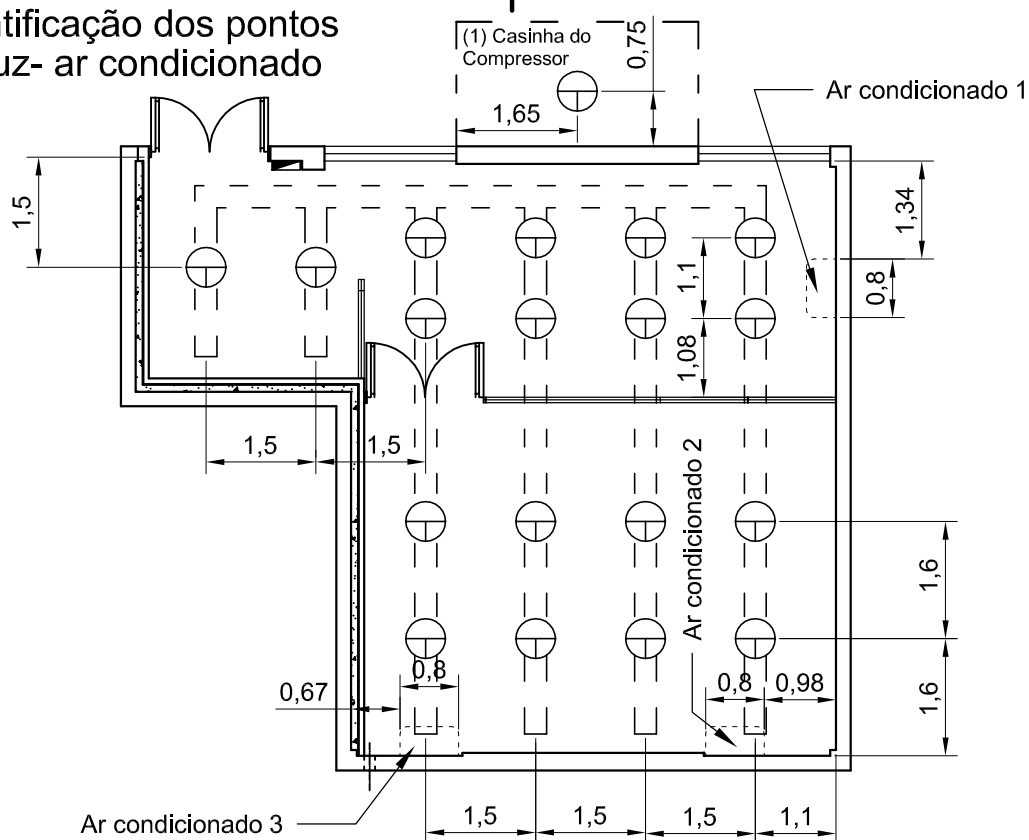 ntificação dos pontos
uz- ar condicionado
(1) Casinha do
Compressor
0,75
1,65
Ar condicionado 1
1,5
1,34
0,8
1,1
1,08
1,5
1,5
Ar condicionado 2
1,6
0,8
0,8
0,98
0,67
1,6
Ar condicionado 3
1,5
1,5
1,5
1,1